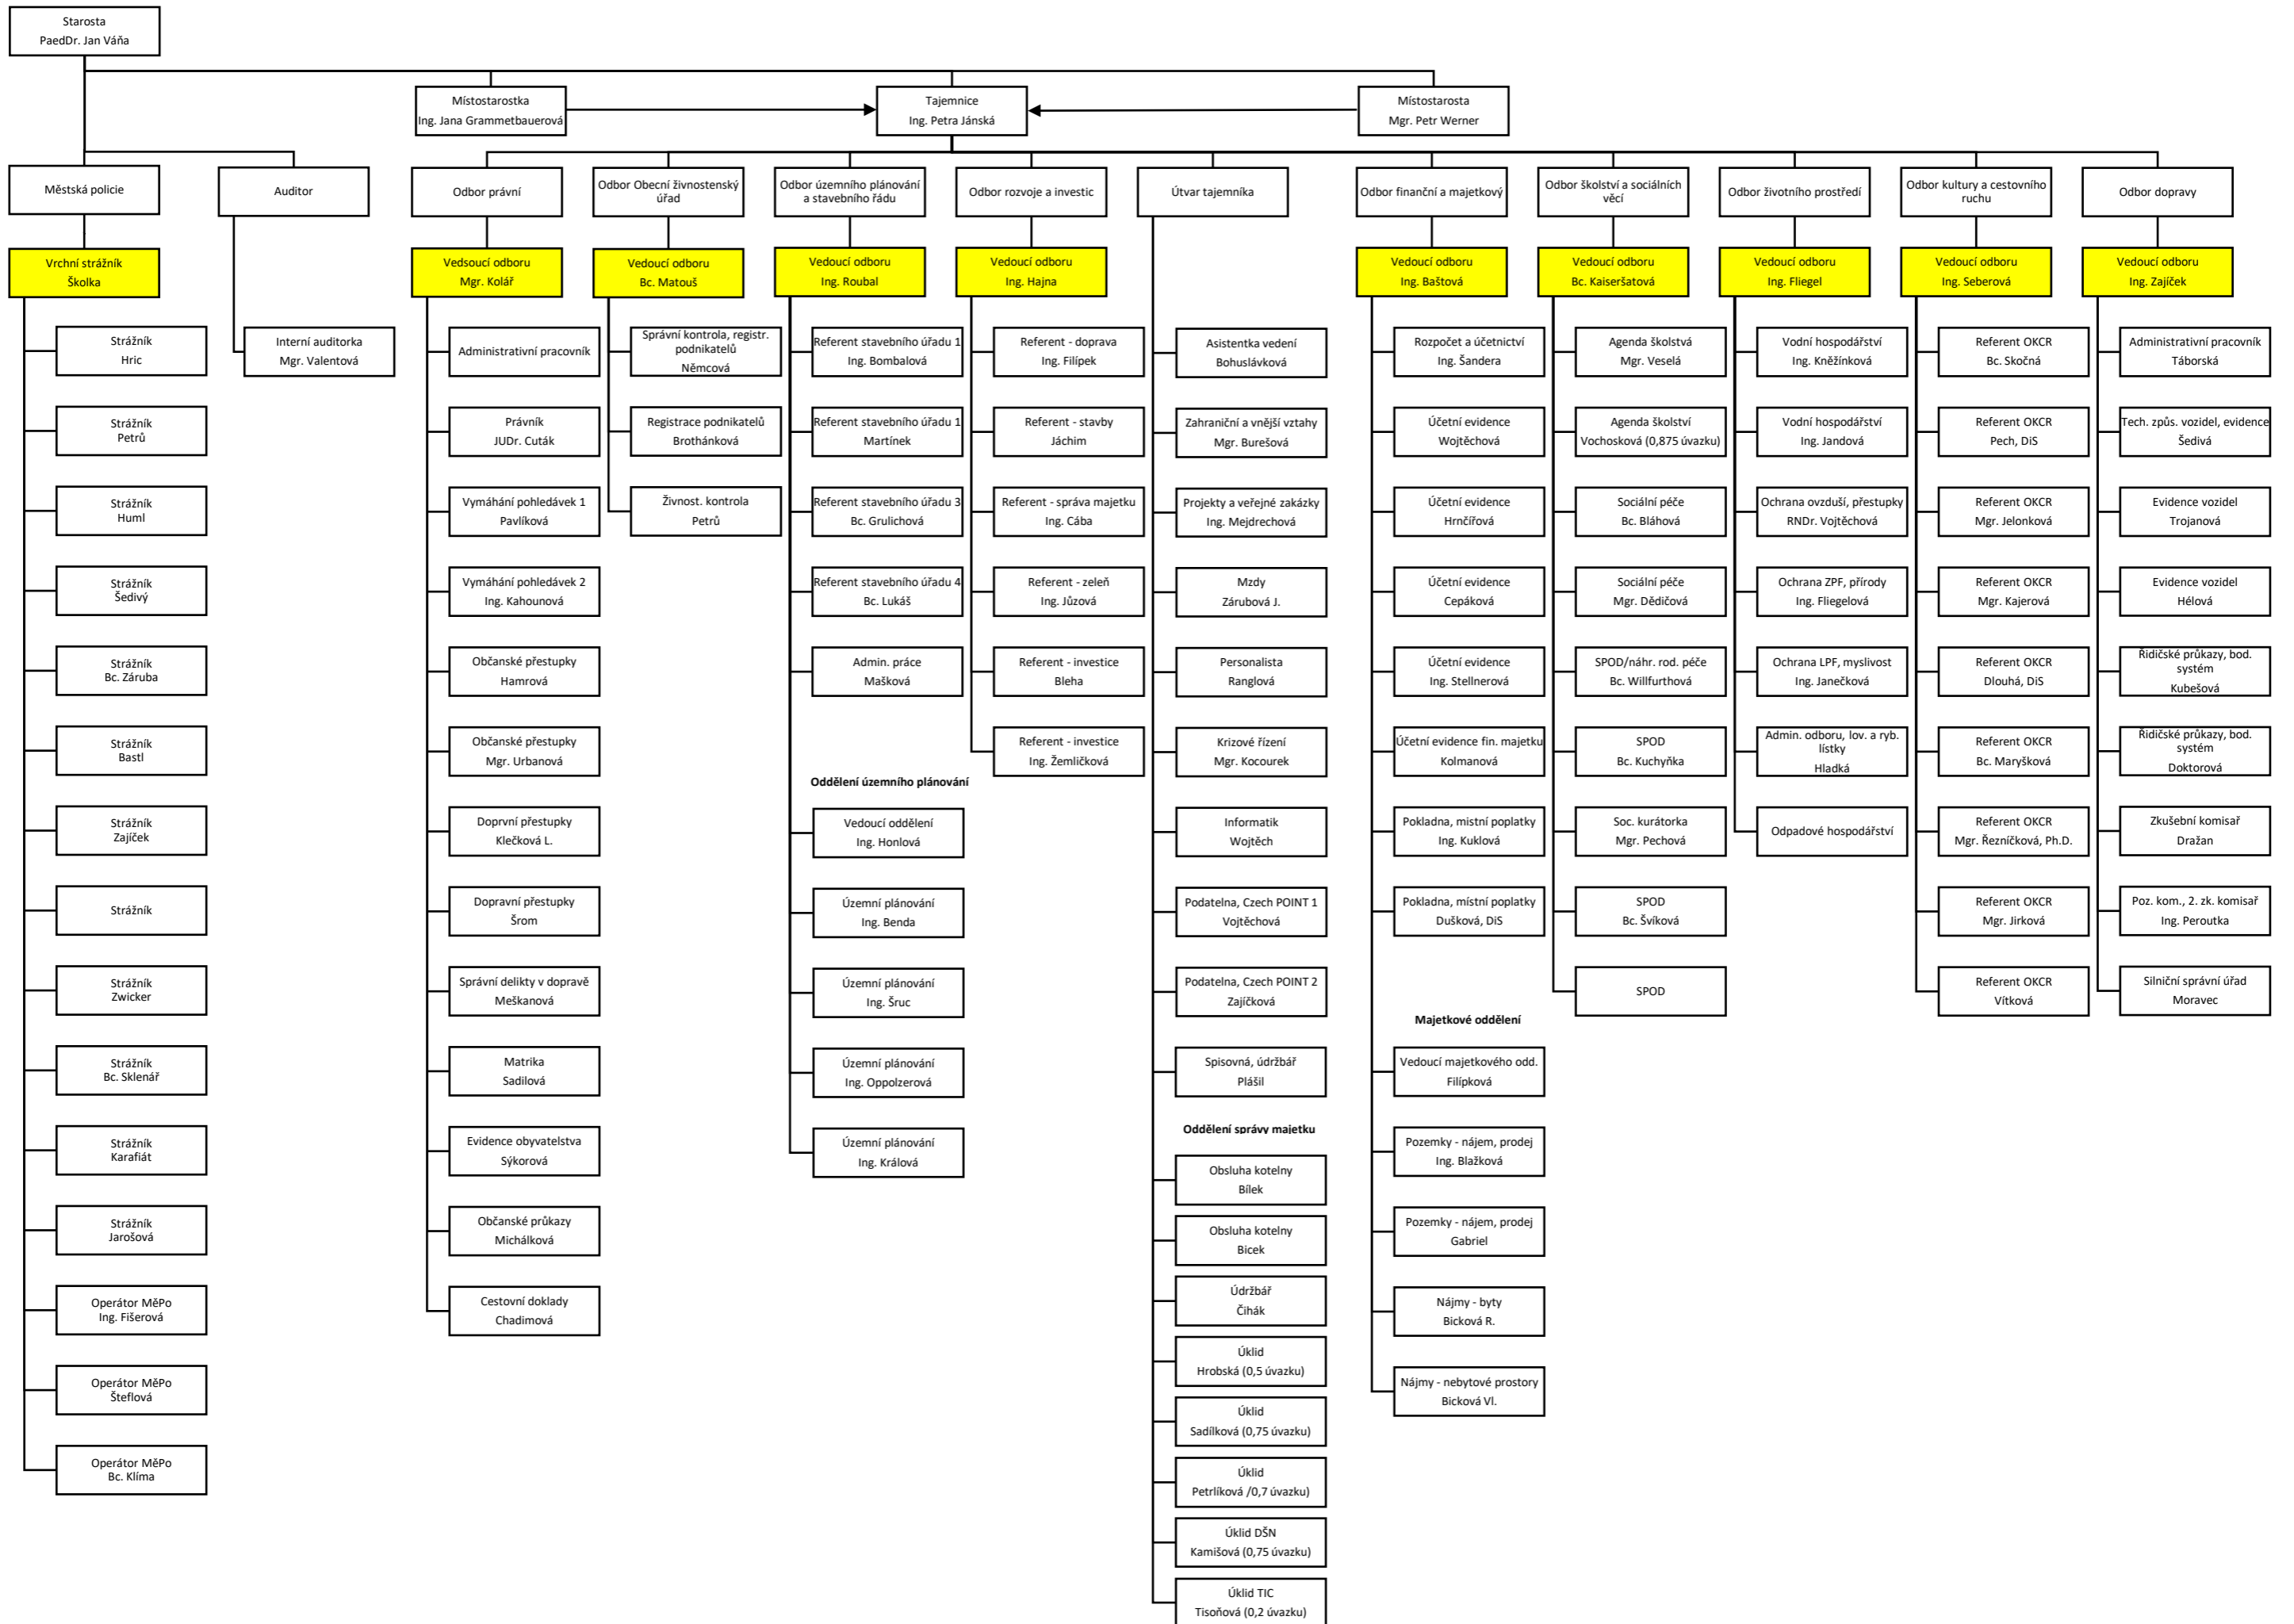 Starosta
PaedDr. Jan Váňa
Místostarostka
Ing. Jana Grammetbauerová
Tajemnice
Ing. Petra Jánská
Místostarosta
Mgr. Petr Werner
Městská policie
Auditor
Odbor právní
Odbor Obecní živnostenský
úřad
Odbor územního plánování
a stavebního řádu
Odbor rozvoje a investic
Útvar tajemníka
Odbor finanční a majetkový
Odbor školství a sociálních
věcí
Odbor životního prostředí
Odbor kultury a cestovního
ruchu
Odbor dopravy
Vrchní strážník
Školka
Strážník
Hric
Strážník
Petrů
Strážník
Huml
Strážník
Šedivý
Strážník
Bc. Záruba
Strážník
Bastl
Strážník
Zajíček
Strážník
Strážník
Zwicker
Strážník
Bc. Sklenář
Strážník
Karafiát
Strážník
Jarošová
Operátor MěPo
Ing. Fišerová
Operátor MěPo
Šteflová
Operátor MěPo
Bc. Klíma
Interní auditorka
Mgr. Valentová
Vedsoucí odboru
Mgr. Kolář
Administrativní pracovník
Právník
JUDr. Cuták
Vymáhání pohledávek 1
Pavlíková
Vymáhání pohledávek 2
Ing. Kahounová
Občanské přestupky
Hamrová
Občanské přestupky
Mgr. Urbanová
Doprvní přestupky
Klečková L.
Dopravní přestupky
Šrom
Správní delikty v dopravě
Meškanová
Matrika
Sadilová
Evidence obyvatelstva
Sýkorová
Občanské průkazy
Michálková
Cestovní doklady
Chadimová
Vedoucí odboru
Bc. Matouš
Správní kontrola, registr.
podnikatelů
Němcová
Registrace podnikatelů
Brothánková
Živnost. kontrola
Petrů
Vedoucí odboru
Ing. Roubal
Referent stavebního úřadu 1
Ing. Bombalová
Referent stavebního úřadu 1
Martínek
Referent stavebního úřadu 3
Bc. Grulichová
Referent stavebního úřadu 4
Bc. Lukáš
Admin. práce
Mašková
Oddělení územního plánování
Vedoucí oddělení
Ing. Honlová
Územní plánování
Ing. Benda
Územní plánování
Ing. Šruc
Územní plánování
Ing. Oppolzerová
Územní plánování
Ing. Králová
Vedoucí odboru
Ing. Hajna
Referent - doprava
Ing. Filípek
Referent - stavby
Jáchim
Referent - správa majetku
Ing. Cába
Referent - zeleň
Ing. Jůzová
Referent - investice
Bleha
Referent - investice
Ing. Žemličková
Asistentka vedení
Bohuslávková
Zahraniční a vnější vztahy
Mgr. Burešová
Projekty a veřejné zakázky
Ing. Mejdrechová
Mzdy
Zárubová J.
Personalista
Ranglová
Krizové řízení
Mgr. Kocourek
Informatik
Wojtěch
Podatelna, Czech POINT 1
Vojtěchová
Podatelna, Czech POINT 2
Zajíčková
Spisovná, údržbář
Plášil
Oddělení správy majetku
Obsluha kotelny
Bílek
Obsluha kotelny
Bicek
Údržbář
Čihák
Úklid
Hrobská (0,5 úvazku)
Úklid
Sadílková (0,75 úvazku)
Úklid
Petrlíková /0,7 úvazku)
Úklid DŠN
Kamišová (0,75 úvazku)
Úklid TIC
Tisoňová (0,2 úvazku)
Vedoucí odboru
Ing. Baštová
Rozpočet a účetnictví
Ing. Šandera
Účetní evidence
Wojtěchová
Účetní evidence
Hrnčířová
Účetní evidence
Cepáková
Účetní evidence
Ing. Stellnerová
Účetní evidence fin. majetku
Kolmanová
Pokladna, mistní poplatky
Ing. Kuklová
Pokladna, místní poplatky
Dušková, DiS
Majetkové oddělení
Vedoucí majetkového odd.
Filípková
Pozemky - nájem, prodej
Ing. Blažková
Pozemky - nájem, prodej
Gabriel
Nájmy - byty
Bicková R.
Nájmy - nebytové prostory
Bicková Vl.
Vedoucí odboru
Bc. Kaiseršatová
Agenda školstvá
Mgr. Veselá
Agenda školství
Vochosková (0,875 úvazku)
Sociální péče
Bc. Bláhová
Sociální péče
Mgr. Dědičová
SPOD/náhr. rod. péče
Bc. Willfurthová
SPOD
Bc. Kuchyňka
Soc. kurátorka
Mgr. Pechová
SPOD
Bc. Švíková
SPOD
Vedoucí odboru
Ing. Fliegel
Vodní hospodářství
Ing. Kněžínková
Vodní hospodářství
Ing. Jandová
Ochrana ovzduší, přestupky
RNDr. Vojtěchová
Ochrana ZPF, přírody
Ing. Fliegelová
Ochrana LPF, myslivost
Ing. Janečková
Admin. odboru, lov. a ryb.
lístky
Hladká
Odpadové hospodářství
Vedoucí odboru
Ing. Seberová
Referent OKCR
Bc. Skočná
Referent OKCR
Pech, DiS
Referent OKCR
Mgr. Jelonková
Referent OKCR
Mgr. Kajerová
Referent OKCR
Dlouhá, DiS
Referent OKCR
Bc. Maryšková
Referent OKCR
Mgr. Řezníčková, Ph.D.
Referent OKCR
Mgr. Jirková
Referent OKCR
Vítková
Vedoucí odboru
Ing. Zajíček
Administrativní pracovník
Táborská
Tech. způs. vozidel, evidence
Šedivá
Evidence vozidel
Trojanová
Evidence vozidel
Hélová
Řidičské průkazy, bod.
systém
Kubešová
Řidičské průkazy, bod.
systém
Doktorová
Zkušební komisař
Dražan
Poz. kom., 2. zk. komisař
Ing. Peroutka
Silniční správní úřad
Moravec